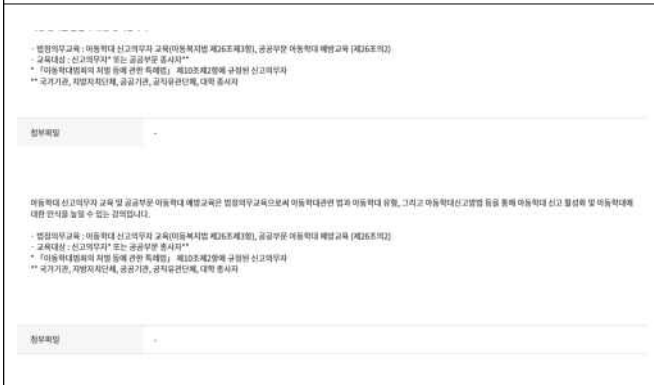 - 법정의무교육 : 아동학대 신고의무자 교육(아동복지법 제26조제3항), 공공부문 아동학대 예방교육 (제26조의2)
- 교육대상 : 신고의무자* 또는 공공부문 종사자**
* 「아동학대범죄의 처벌 등에 관한 특례법」 제10조제2항에 규정된 신고의무자
** 국가기관, 지방자치단체, 공공기관, 공직유관단체, 대학 종사자
첨부파일 -
아동학대 신고의무자 교육 및 공공부문 아동학대 예방교육은 법정의무교육으로써 아동학대관련 법과 아동학대 유형, 그리고 아동학대신고방법 등을 통해 아동학대 신고 활성화 및 아동학대에
대한 인식을 높일 수 있는 강의입니다.
- 법정의무교육 : 아동학대 신고의무자 교육(아동복지법 제26조제3항), 공공부문 아동학대 예방교육 (제26조의2)
- 교육대상 : 신고의무자* 또는 공공부문 종사자**
* 「아동학대범죄의 처벌 등에 관한 특례법」 제10조제2항에 규정된 신고의무자
** 국가기관, 지방자치단체, 공공기관, 공직유관단체, 대학 종사자
첨부파일 -